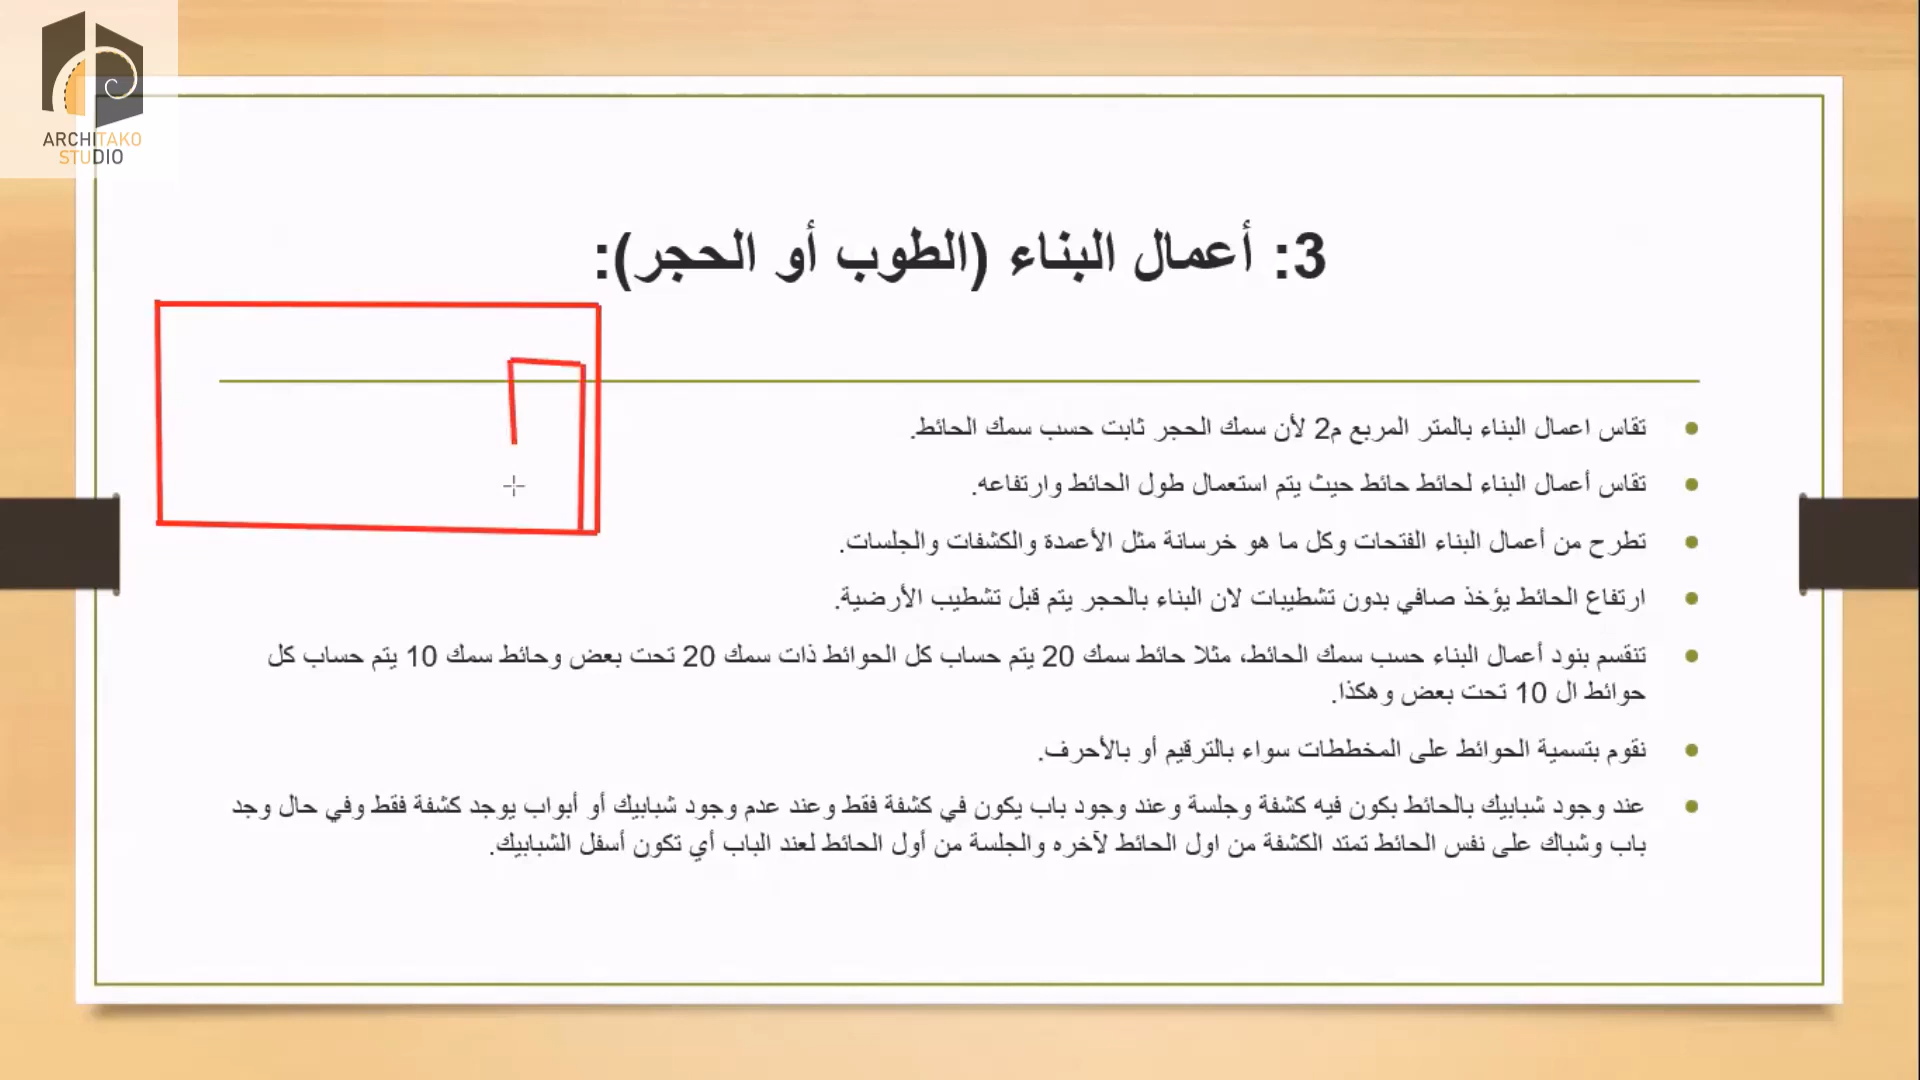 ARCHITAKO
STUDIO
3: أعمال البناء (الطوب أو الحجر):
تقاس اعمال البناء بالمتر المربع م2 لأن سمك الحجر ثابت حسب سمك الحائط.
تقاس أعمال البناء لحائط حائط حيث يتم استعمال طول الحائط وارتفاعه.
تطرح من أعمال البناء الفتحات وكل ما هو خرسانة مثل الأعمدة والكشفات والجلسات.
ارتفاع الحائط يؤخذ صافي بدون تشطيبات لان البناء بالحجر يتم قبل تشطيب الأرضية.
تنقسم بنود أعمال البناء حسب سمك الحائط، مثلا حائط سمك 20 يتم حساب كل الحوائط ذات سمك 20 تحت بعض وحائط سمك 10 يتم حساب كل
حوائط ال 10 تحت بعض وهكذا.
نقوم بتسمية الحوائط على المخططات سواء بالترقيم أو بالأحرف.
عند وجود شبابيك بالحائط بكون فيه كشفة وجلسة وعند وجود باب يكون في كشفة فقط وعند عدم وجود شبابيك أو أبواب يوجد كشفة فقط وفي حال وجد
باب وشباك على نفس الحائط تمتد الكشفة من اول الحائط لآخره والجلسة من أول الحائط لعند الباب أي تكون أسفل الشبابيك.